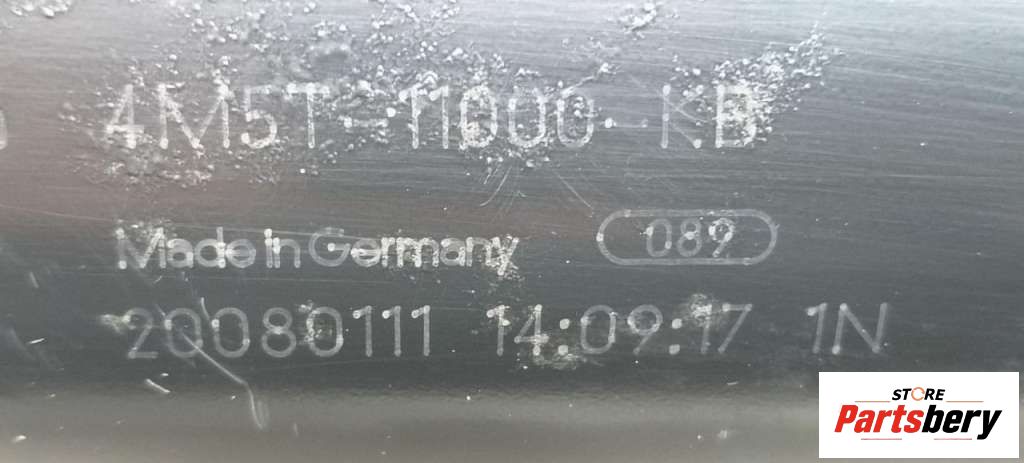 4M5T-11000-KB
Made in Germany 089
20080111 14:09:17 1N
STORE
Partsbery